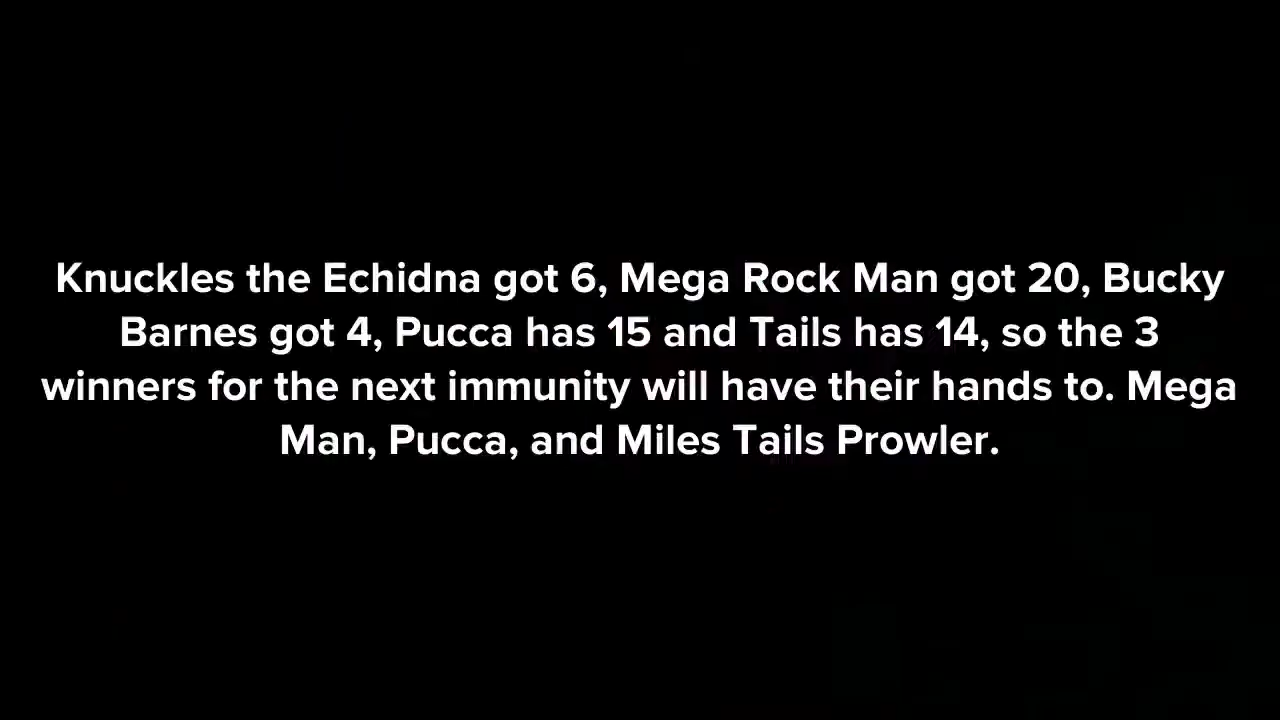 Knuckles the Echidna got 6, Mega Rock Man got 20, Bucky
Barnes got 4, Pucca has 15 and Tails has 14, so the 3
winners for the next immunity will have their hands to. Mega
Man, Pucca, and Miles Tails Prowler.